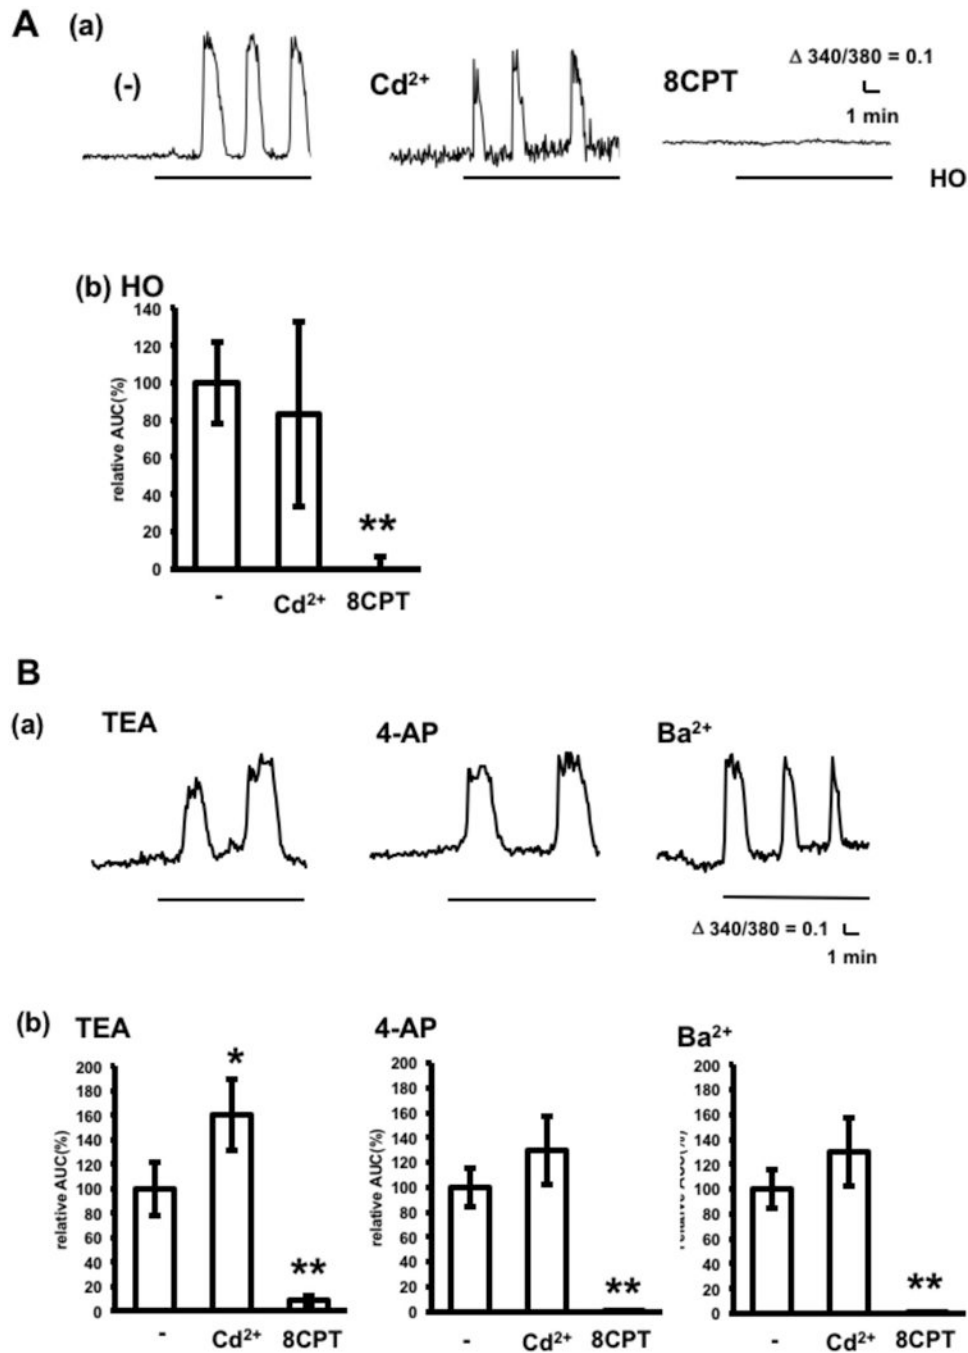 A
(a)
(-)
Cd²⁺
8CPT
Δ 340/380 = 0.1
1 min
HO
(b) HO
relative AUC(%)
140
120
100
80
60
40
20
0
**
-
Cd²⁺
8CPT
B
(a)
TEA
4-AP
Ba²⁺
Δ 340/380 = 0.1
1 min
(b)
TEA
relative AUC(%)
200
180
160
140
120
100
80
60
40
20
0
*
**
-
Cd²⁺
8CPT
4-AP
relative AUC(%)
200
180
160
140
120
100
80
60
40
20
0
**
-
Cd²⁺
8CPT
Ba²⁺
200
180
160
140
120
100
80
60
40
20
0
**
-
Cd²⁺
8CPT